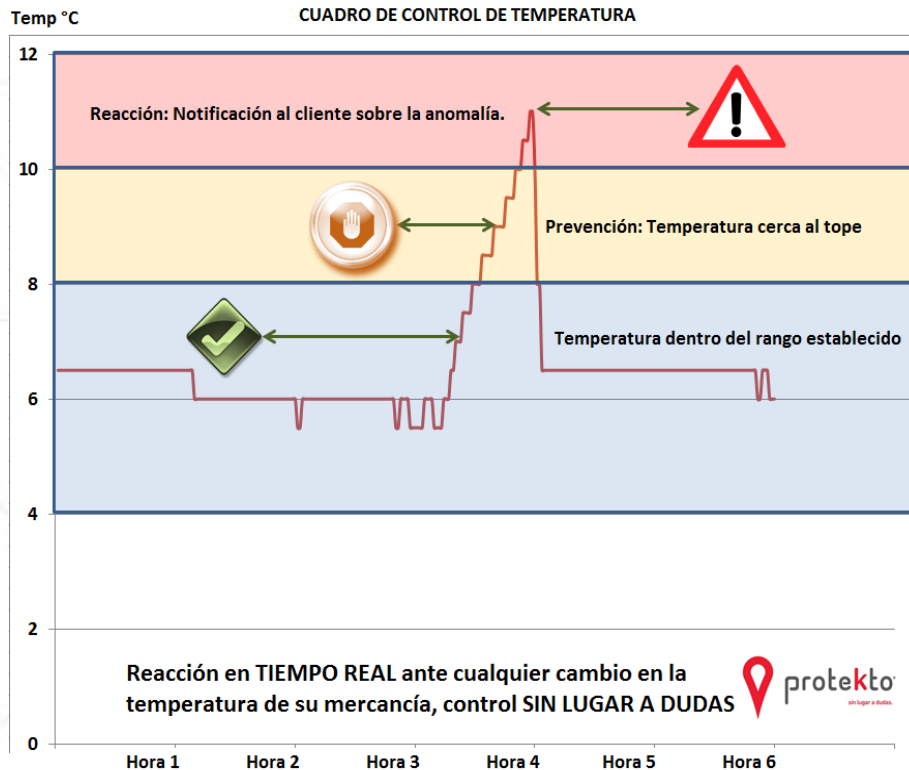 Temp °C
CUADRO DE CONTROL DE TEMPERATURA
12
Reacción: Notificación al cliente sobre la anomalía.
10
Prevención: Temperatura cerca al tope
8
Temperatura dentro del rango establecido
6
4
2
Reacción en TIEMPO REAL ante cualquier cambio en la
temperatura de su mercancía, control SIN LUGAR A DUDAS
protekto
sin lugar a dudas.
0
Hora 1 Hora 2 Hora 3 Hora 4 Hora 5 Hora 6